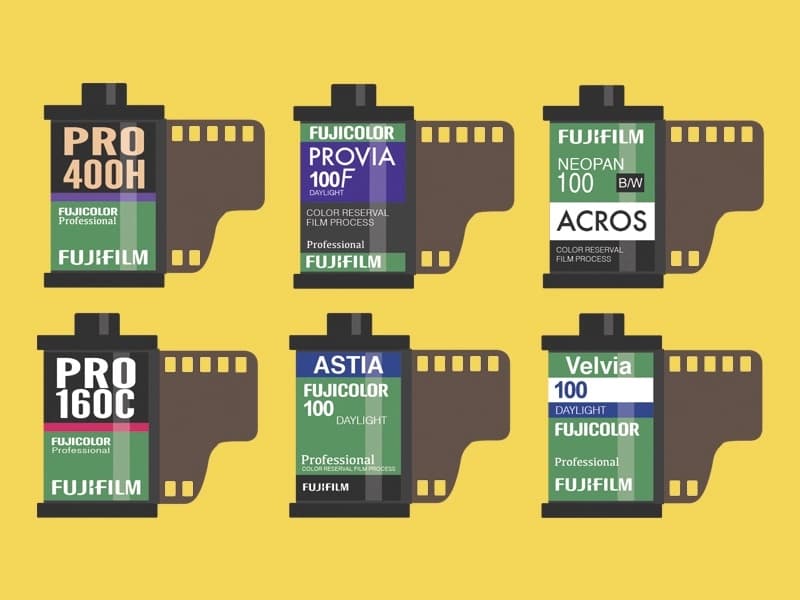 PRO
400H
FUJICOLOR
Professional
FUJIFILM
FUJICOLOR
PROVIA
100F
DAYLIGHT
COLOR RESERVAL
FILM PROCESS
Professional
FUJIFILM
FUJIFILM
NEOPAN
100 B/W
ACROS
COLOR RESERVAL
FILM PROCESS
PRO
160C
FUJICOLOR
Professional
FUJIFILM
ASTIA
FUJICOLOR
100
DAYLIGHT
Professional
COLOR RESERVAL FILM PROCESS
FUJIFILM
Velvia
100
DAYLIGHT
FUJICOLOR
Professional
FUJIFILM